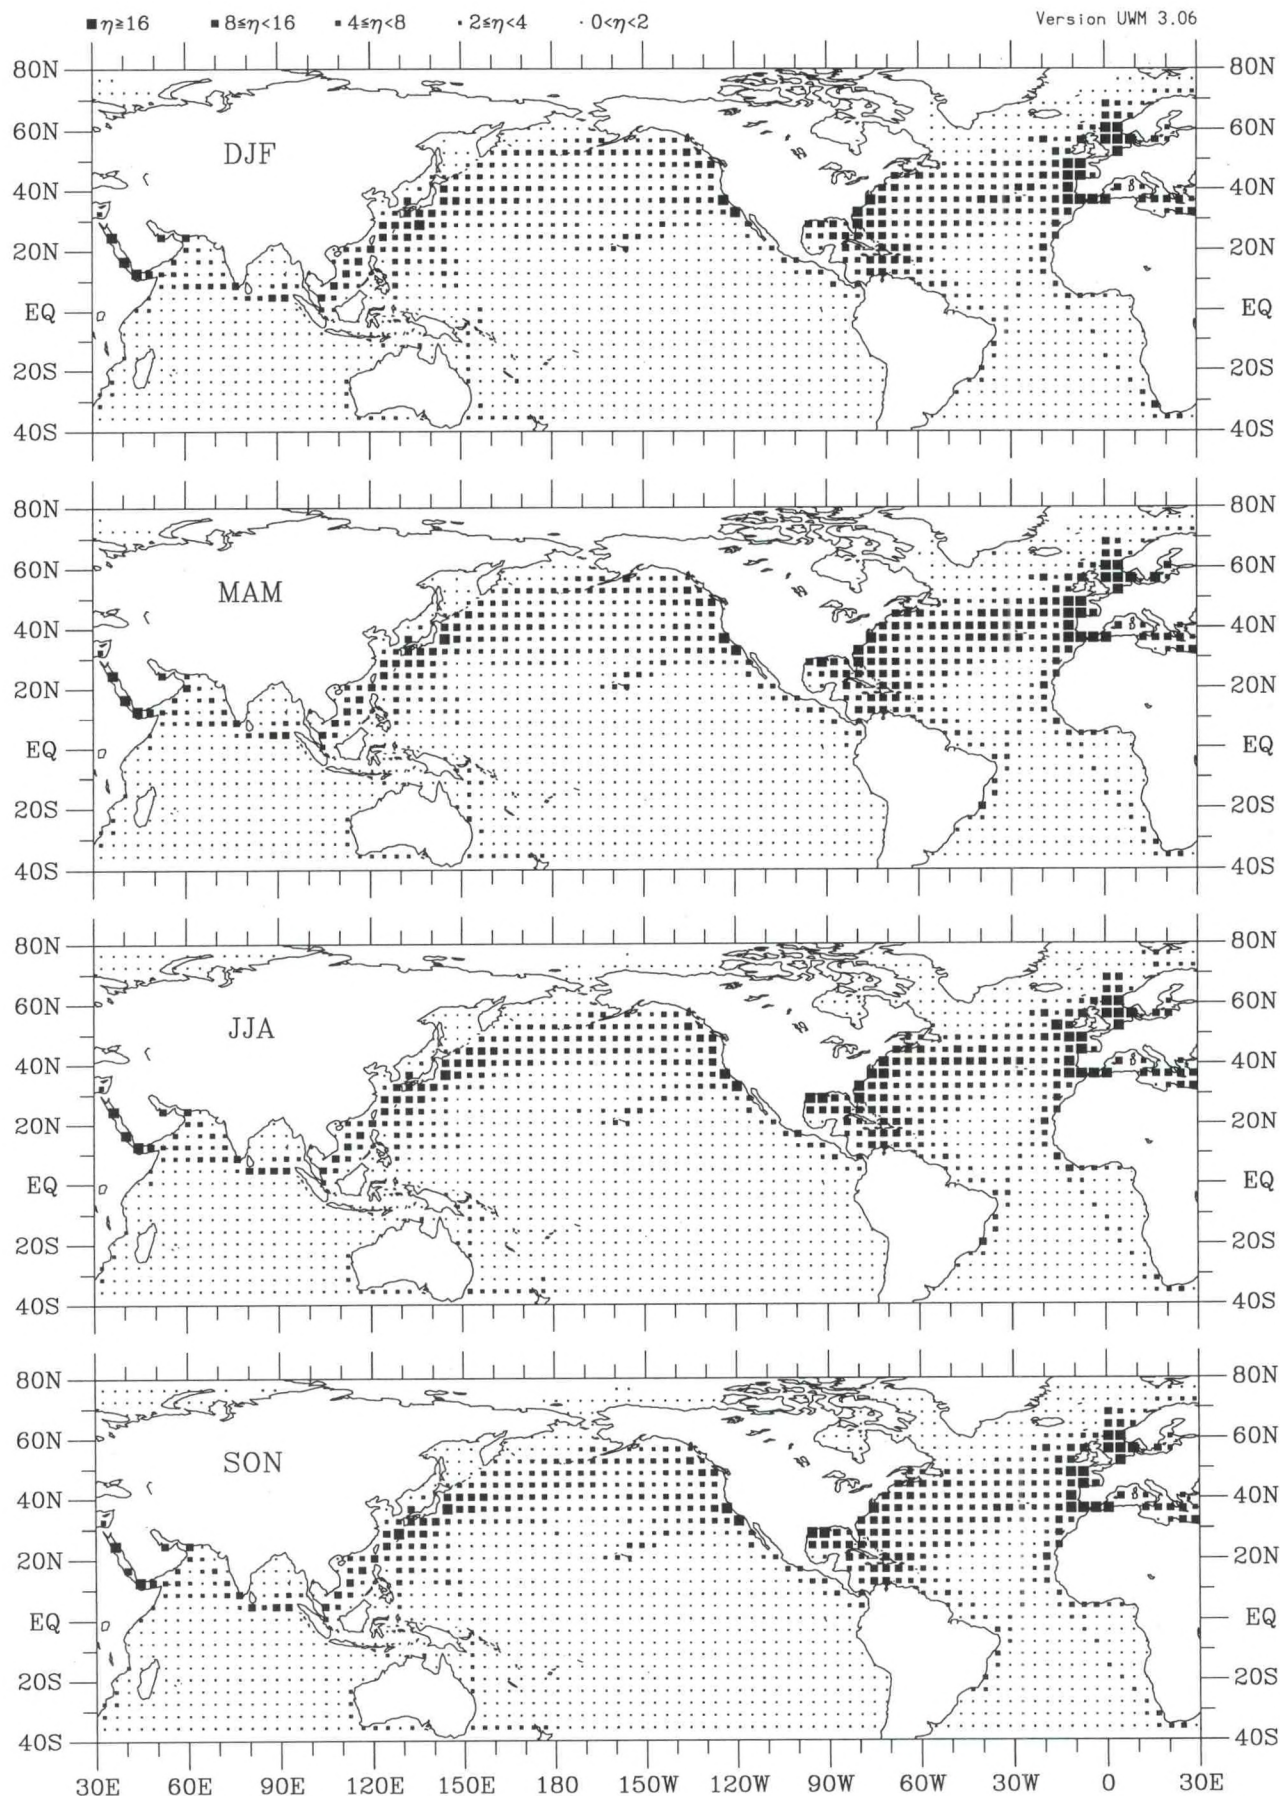 η≥16 8≤η<16 4≤η<8 2≤η<4 0<η<2 Version UWM 3.06
80N 80N
60N 60N
DJF
40N 40N
20N 20N
EQ EQ
20S 20S
40S 40S
80N 80N
60N 60N
MAM
40N 40N
20N 20N
EQ EQ
20S 20S
40S 40S
80N 80N
60N 60N
JJA
40N 40N
20N 20N
EQ EQ
20S 20S
40S 40S
80N 80N
60N 60N
SON
40N 40N
20N 20N
EQ EQ
20S 20S
40S 40S
30E 60E 90E 120E 150E 180 150W 120W 90W 60W 30W 0 30E